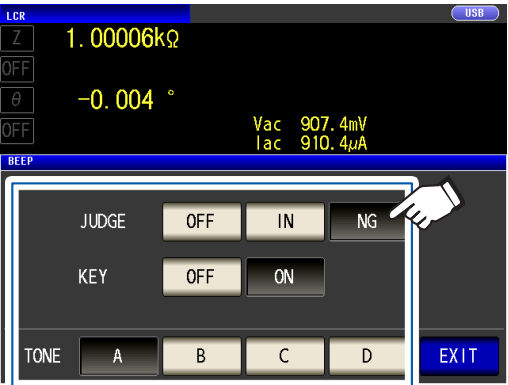 LCR USB
Z 1.00006kΩ
OFF
θ -0.004 °
OFF
Vac 907.4mV
Iac 910.4μA
BEEP
JUDGE OFF IN NG
KEY OFF ON
TONE A B C D EXIT